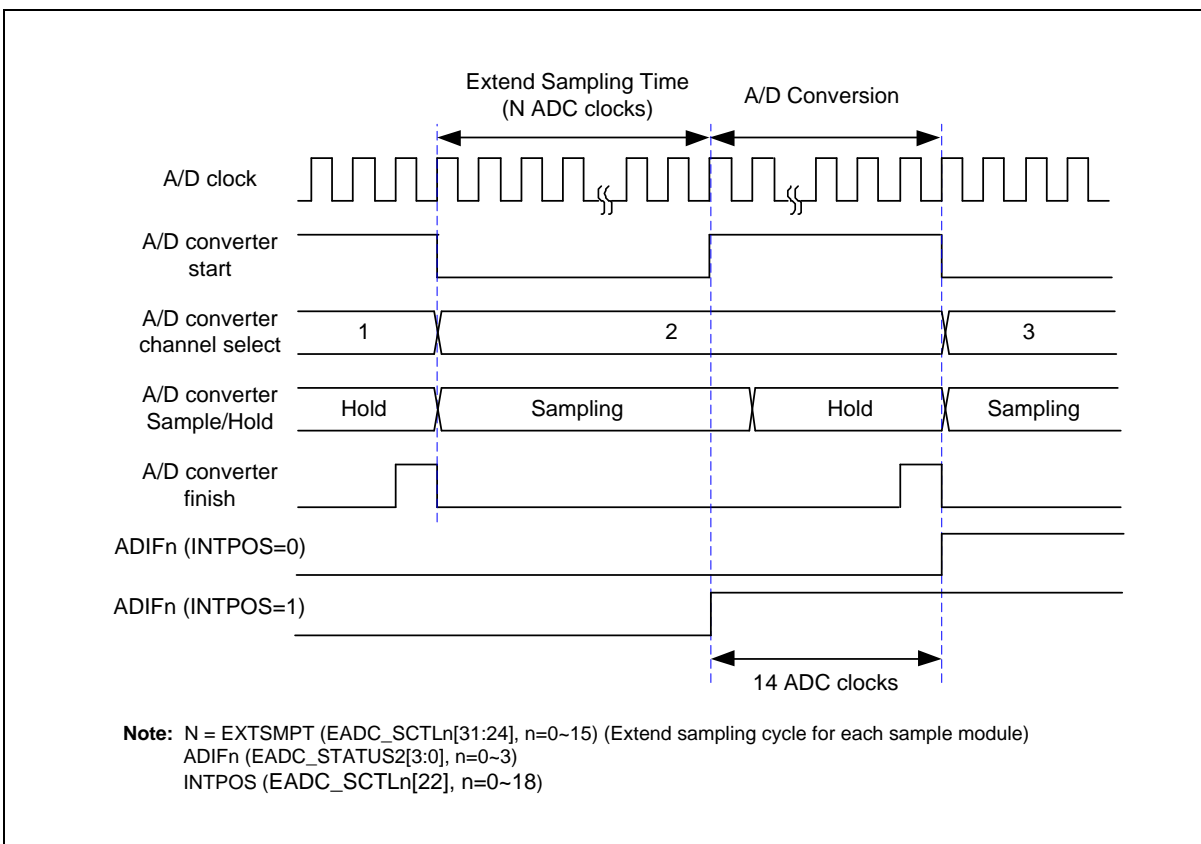 Extend Sampling Time
(N ADC clocks)
A/D Conversion
A/D clock
A/D converter
start
A/D converter
channel select
1
2
3
A/D converter
Sample/Hold
Hold
Sampling
Hold
Sampling
A/D converter
finish
ADIFn (INTPOS=0)
ADIFn (INTPOS=1)
14 ADC clocks
Note: N = EXTSMPT (EADC_SCTLn[31:24], n=0~15) (Extend sampling cycle for each sample module)
ADIFn (EADC_STATUS2[3:0], n=0~3)
INTPOS (EADC_SCTLn[22], n=0~18)